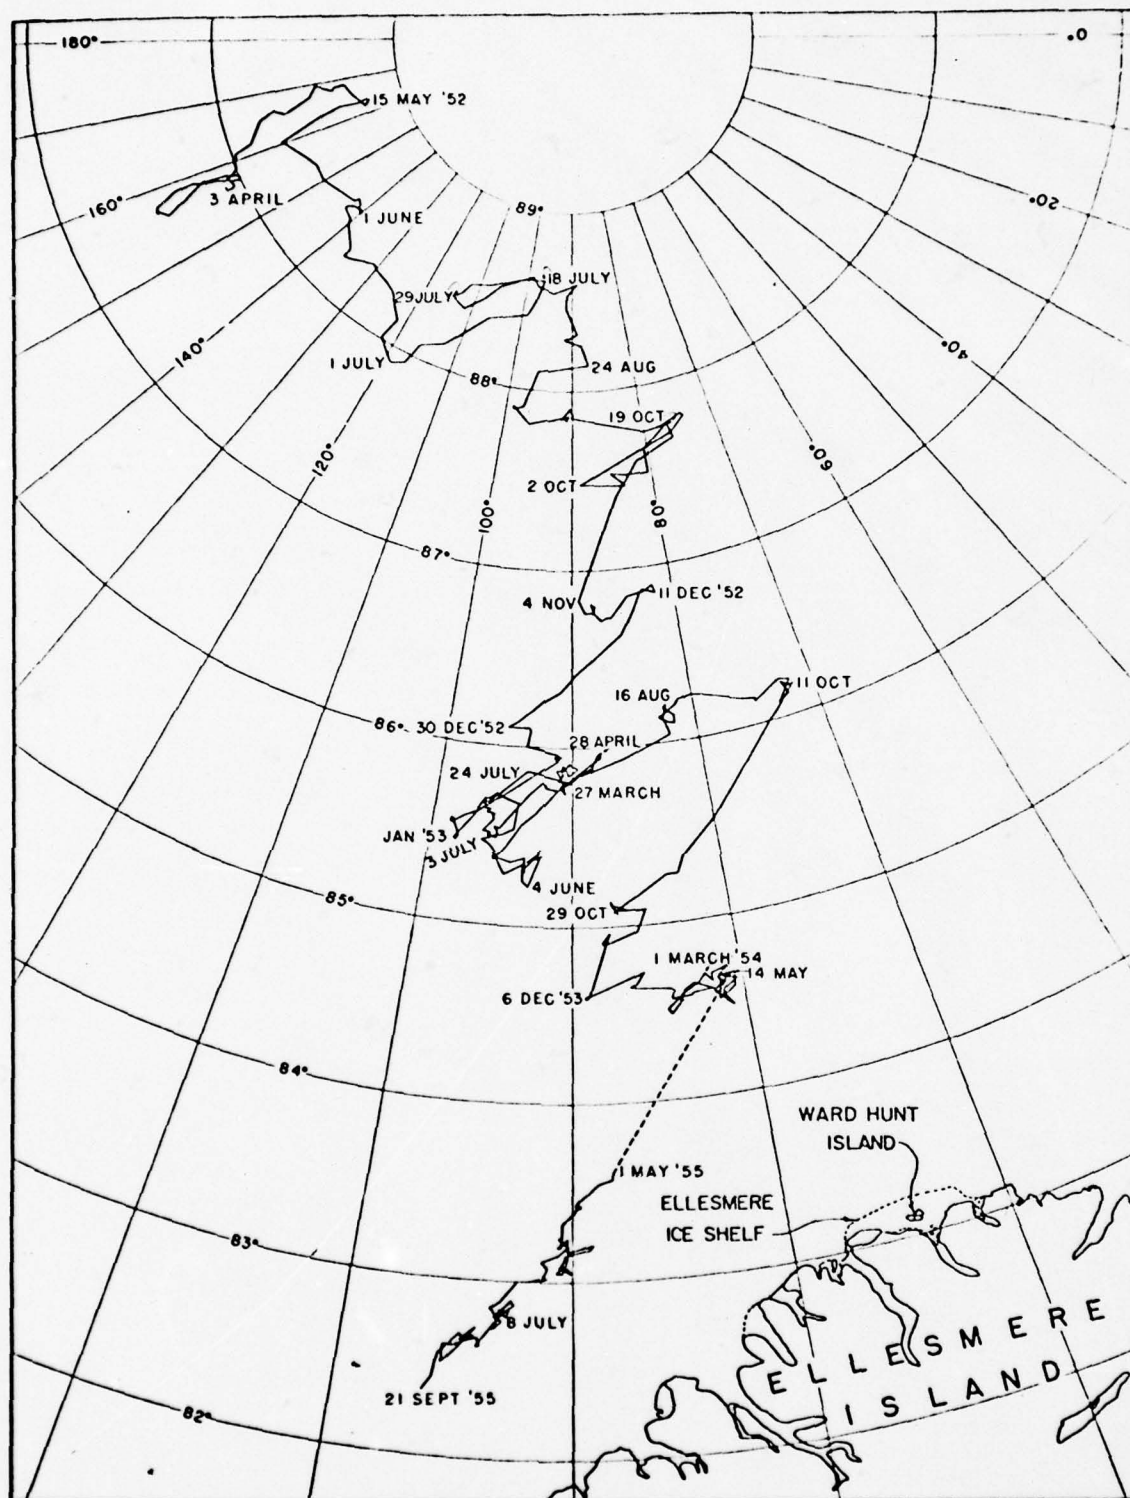 180°
0°
15 MAY '52
3 APRIL
160°
20°
1 JUNE
89°
18 JULY
29 JULY
140°
40°
1 JULY
88°
24 AUG
19 OCT
120°
60°
2 OCT
100°
80°
87°
4 NOV
11 DEC '52
11 OCT
16 AUG
86°
30 DEC '52
28 APRIL
24 JULY
27 MARCH
JAN '53
3 JULY
4 JUNE
85°
29 OCT
1 MARCH '54
14 MAY
6 DEC '53
84°
WARD HUNT
ISLAND
1 MAY '55
ELLESMERE
ICE SHELF
83°
8 JULY
ELLESMERE
ISLAND
21 SEPT '55
82°